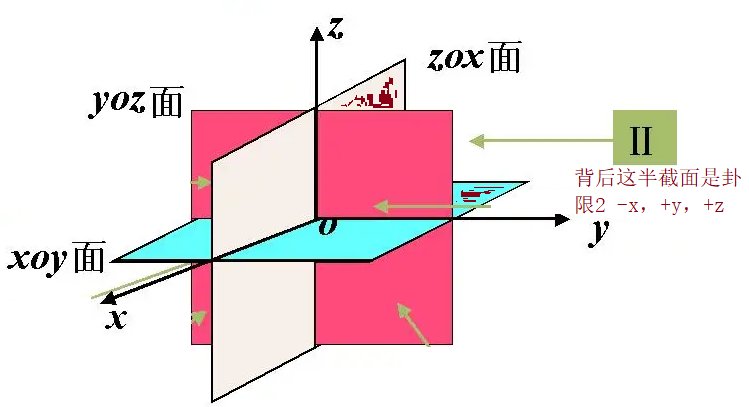 z
zox面
yoz面
II
背后这半截面是卦
限2 -x，+y，+z
o
y
xoy面
x